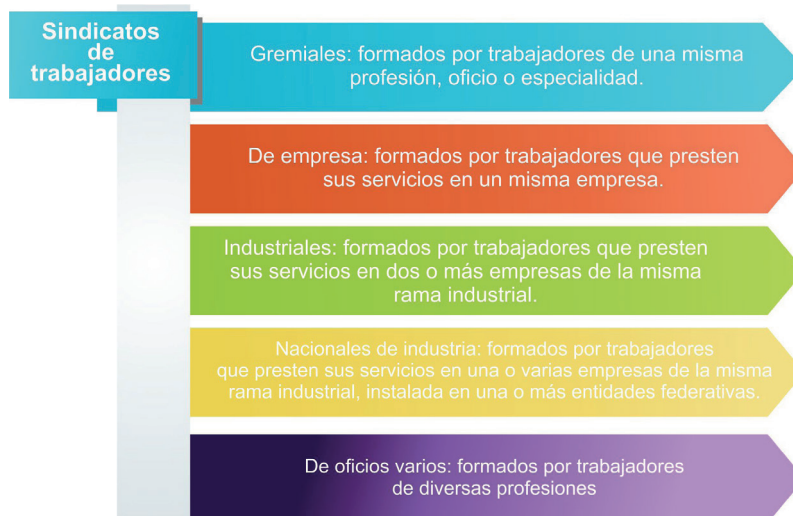 Sindicatos
de
trabajadores
Gremiales: formados por trabajadores de una misma
profesión, oficio o especialidad.
De empresa: formados por trabajadores que presten
sus servicios en un misma empresa.
Industriales: formados por trabajadores que presten
sus servicios en dos o más empresas de la misma
rama industrial.
Nacionales de industria: formados por trabajadores
que presten sus servicios en una o varias empresas de la misma
rama industrial, instalada en una o más entidades federativas.
De oficios varios: formados por trabajadores
de diversas profesiones